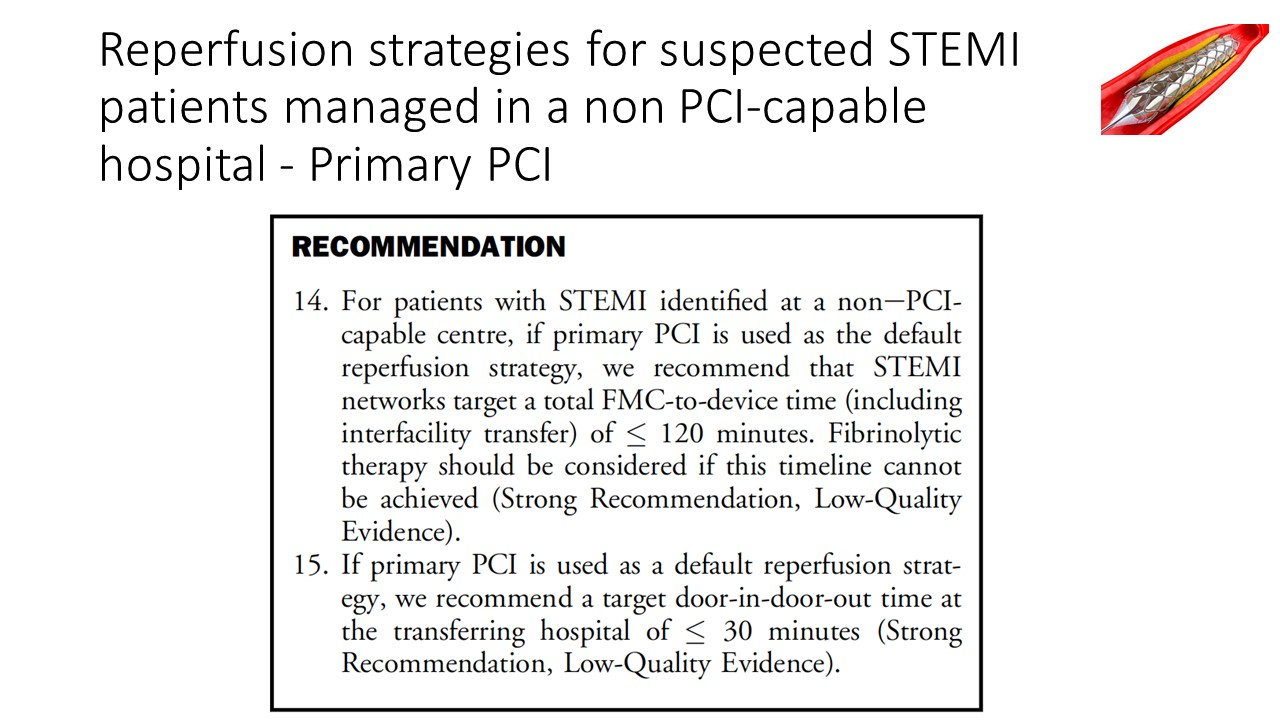 Reperfusion strategies for suspected STEMI
patients managed in a non PCI-capable
hospital - Primary PCI
RECOMMENDATION
14. For patients with STEMI identified at a non−PCI-
capable centre, if primary PCI is used as the default
reperfusion strategy, we recommend that STEMI
networks target a total FMC-to-device time (including
interfacility transfer) of ≤ 120 minutes. Fibrinolytic
therapy should be considered if this timeline cannot
be achieved (Strong Recommendation, Low-Quality
Evidence).
15. If primary PCI is used as a default reperfusion strat-
egy, we recommend a target door-in-door-out time at
the transferring hospital of ≤ 30 minutes (Strong
Recommendation, Low-Quality Evidence).